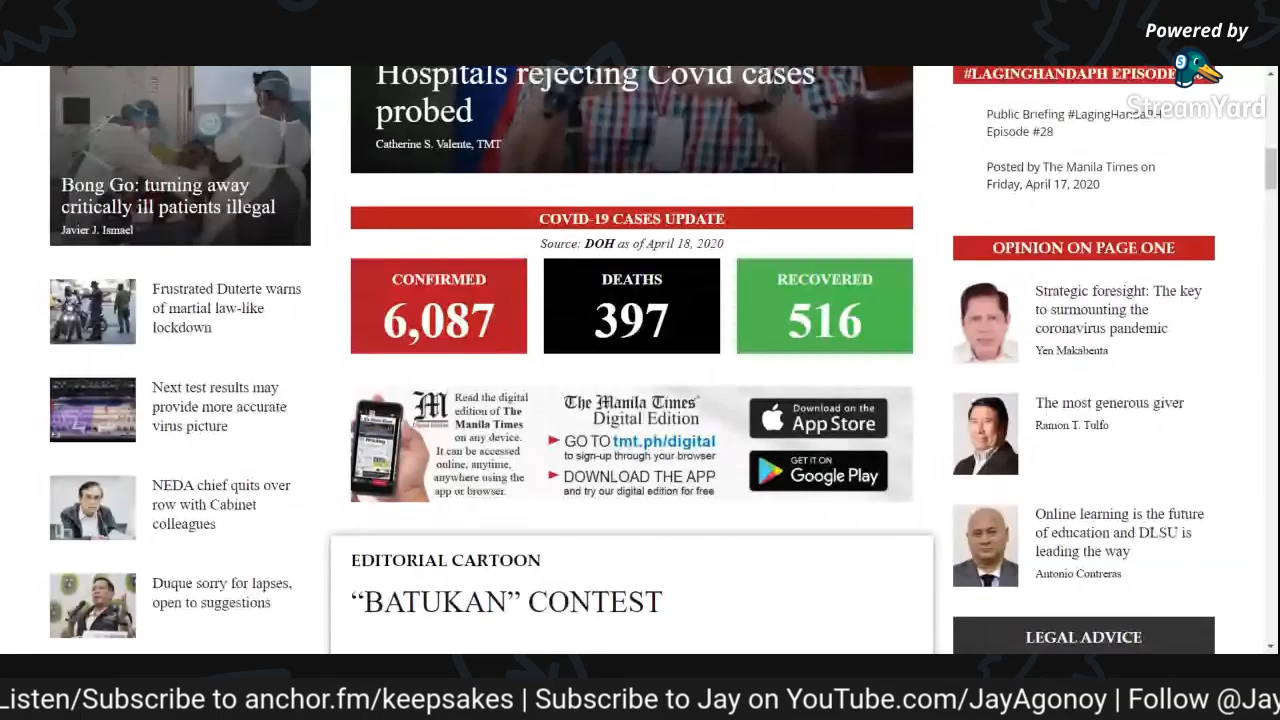 Powered by
StreamYard
Bong Go: turning away
critically ill patients illegal
Javier J. Ismael
Frustrated Duterte warns
of martial law-like
lockdown
Next test results may
provide more accurate
virus picture
NEDA chief quits over
row with Cabinet
colleagues
Duque sorry for lapses,
open to suggestions
Hospitals rejecting Covid cases
probed
Catherine S. Valente, TMT
COVID-19 CASES UPDATE
Source: DOH as of April 18, 2020
CONFIRMED
6,087
DEATHS
397
RECOVERED
516
M
Digital Edition
Read the digital
edition of The
Manila Times
on any device.
It can be accessed
online, anytime,
anywhere using the
app or browser.
The Manila Times
Digital Edition
GO TO tmt.ph/digital
to sign-up through your browser
DOWNLOAD THE APP
and try our digital edition for free
Download on the
App Store
GET IT ON
Google Play
EDITORIAL CARTOON
“BATUKAN” CONTEST
#LAGINGHANDAPH EPISODE
Public Briefing #LagingHandaPH
Episode #28
Posted by The Manila Times on
Friday, April 17, 2020
OPINION ON PAGE ONE
Strategic foresight: The key
to surmounting the
coronavirus pandemic
Yen Makabenta
The most generous giver
Ramon T. Tulfo
Online learning is the future
of education and DLSU is
leading the way
Antonio Contreras
LEGAL ADVICE
Listen/Subscribe to anchor.fm/keepsakes | Subscribe to Jay on YouTube.com/JayAgonoy | Follow @Jay